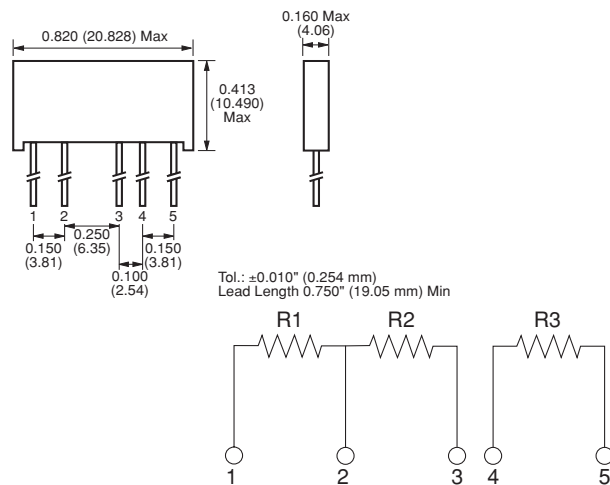 0.820 (20.828) Max
0.160 Max
(4.06)
0.413
(10.490)
Max
1 2 3 4 5
0.150
(3.81)
0.250
(6.35)
0.100
(2.54)
0.150
(3.81)
Tol.: ±0.010" (0.254 mm)
Lead Length 0.750" (19.05 mm) Min
R1 R2 R3
1 2 3 4 5